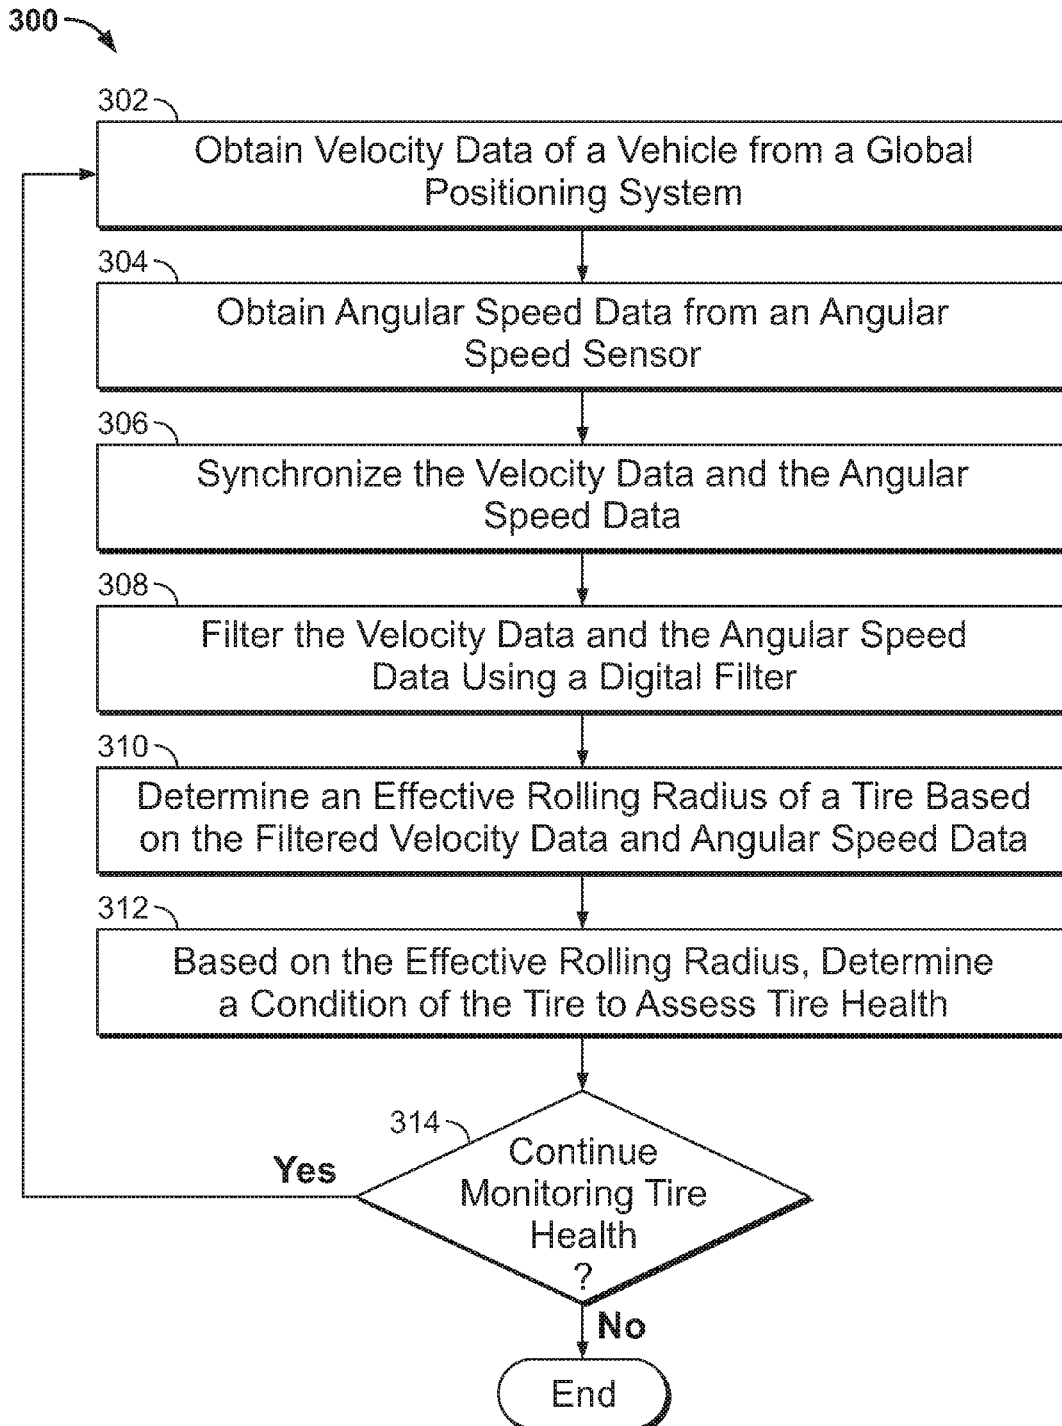 300
302
Obtain Velocity Data of a Vehicle from a Global
Positioning System
304
Obtain Angular Speed Data from an Angular
Speed Sensor
306
Synchronize the Velocity Data and the Angular
Speed Data
308
Filter the Velocity Data and the Angular Speed
Data Using a Digital Filter
310
Determine an Effective Rolling Radius of a Tire Based
on the Filtered Velocity Data and Angular Speed Data
312
Based on the Effective Rolling Radius, Determine
a Condition of the Tire to Assess Tire Health
314
Continue
Monitoring Tire
Health
?
Yes
No
End